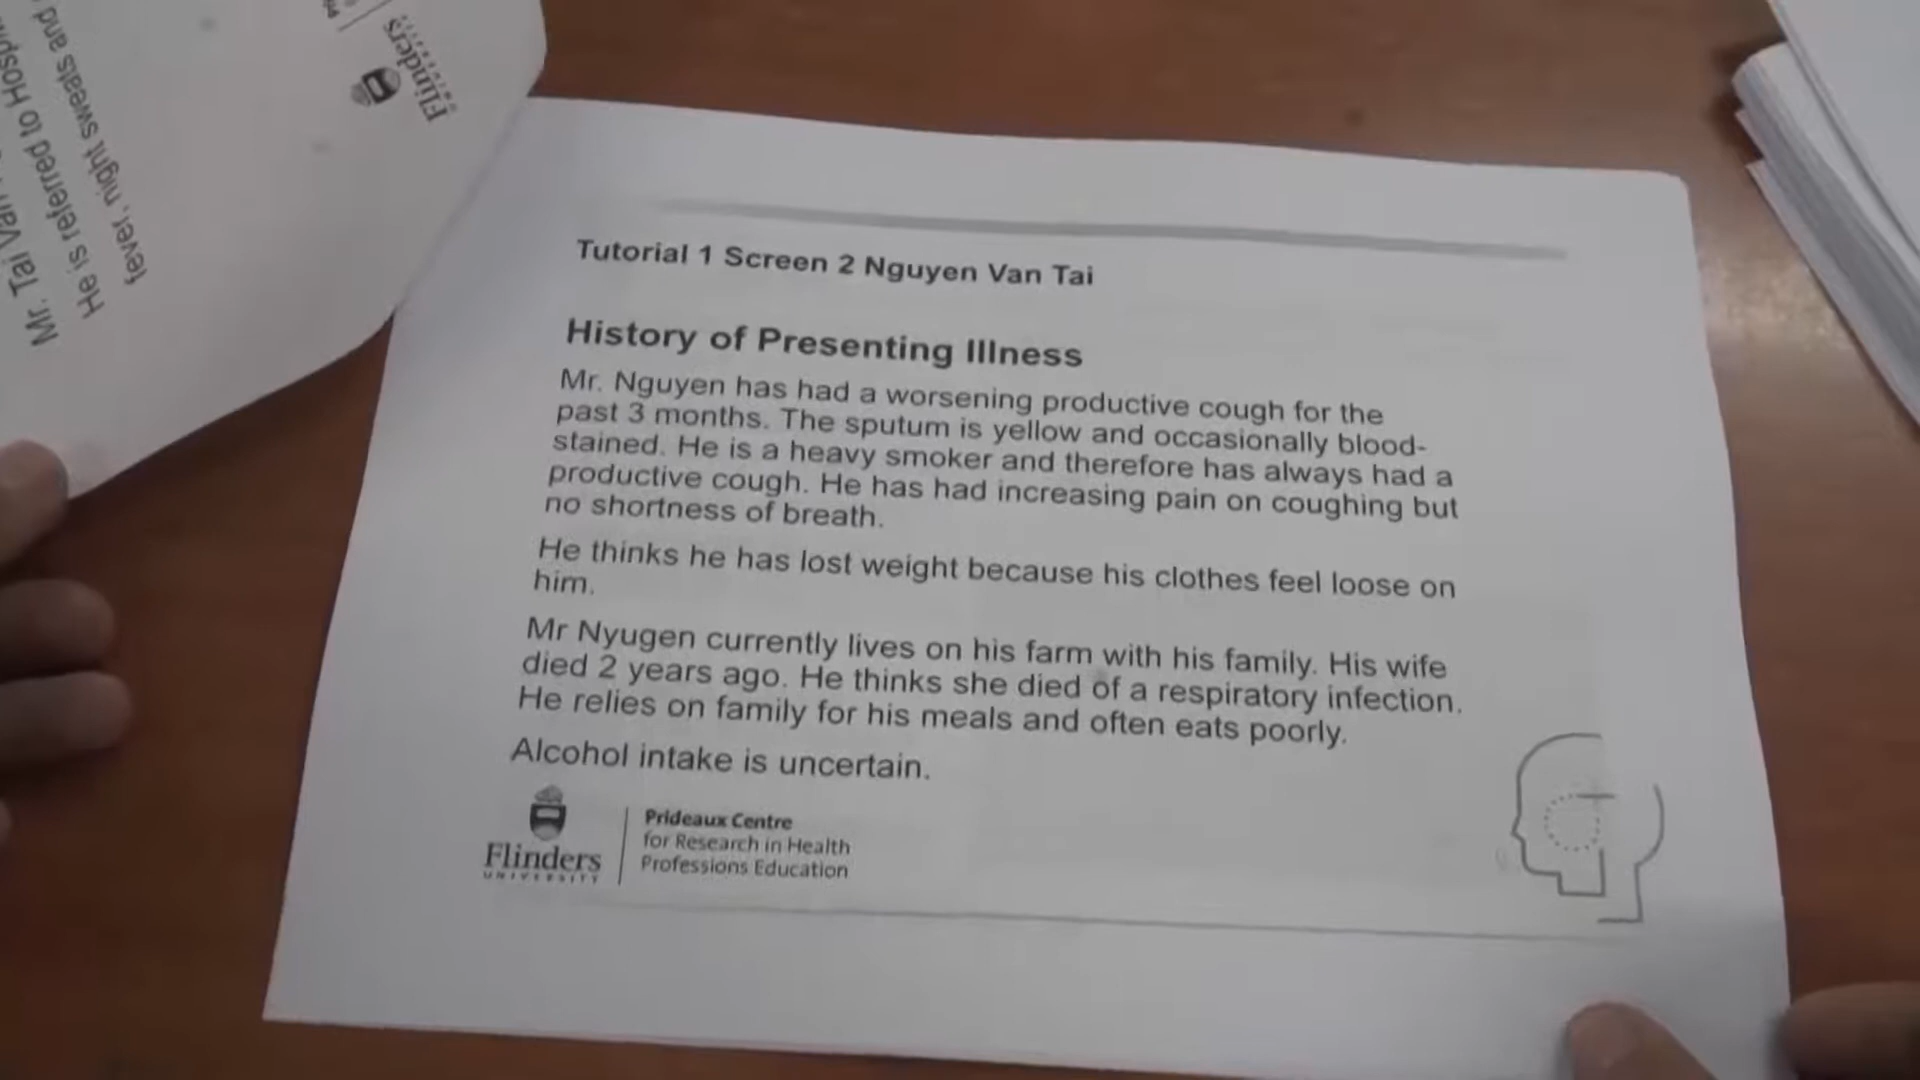 Mr. Tai Van
He is referred to
fever, night sweats and
Flinders
Tutorial 1 Screen 2 Nguyen Van Tai
History of Presenting Illness
Mr. Nguyen has had a worsening productive cough for the
past 3 months. The sputum is yellow and occasionally blood-
stained. He is a heavy smoker and therefore has always had a
productive cough. He has had increasing pain on coughing but
no shortness of breath.
He thinks he has lost weight because his clothes feel loose on
him.
Mr Nyugen currently lives on his farm with his family. His wife
died 2 years ago. He thinks she died of a respiratory infection.
He relies on family for his meals and often eats poorly.
Alcohol intake is uncertain.
Flinders
UNIVERSITY
Prideaux Centre
for Research in Health
Professions Education